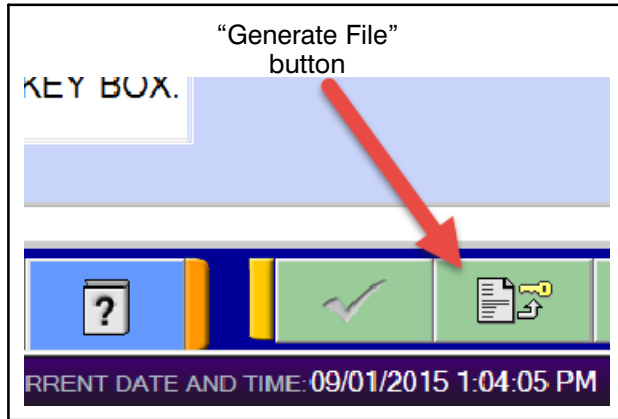 “Generate File”
button
KEY BOX.
?
RRENT DATE AND TIME: 09/01/2015 1:04:05 PM